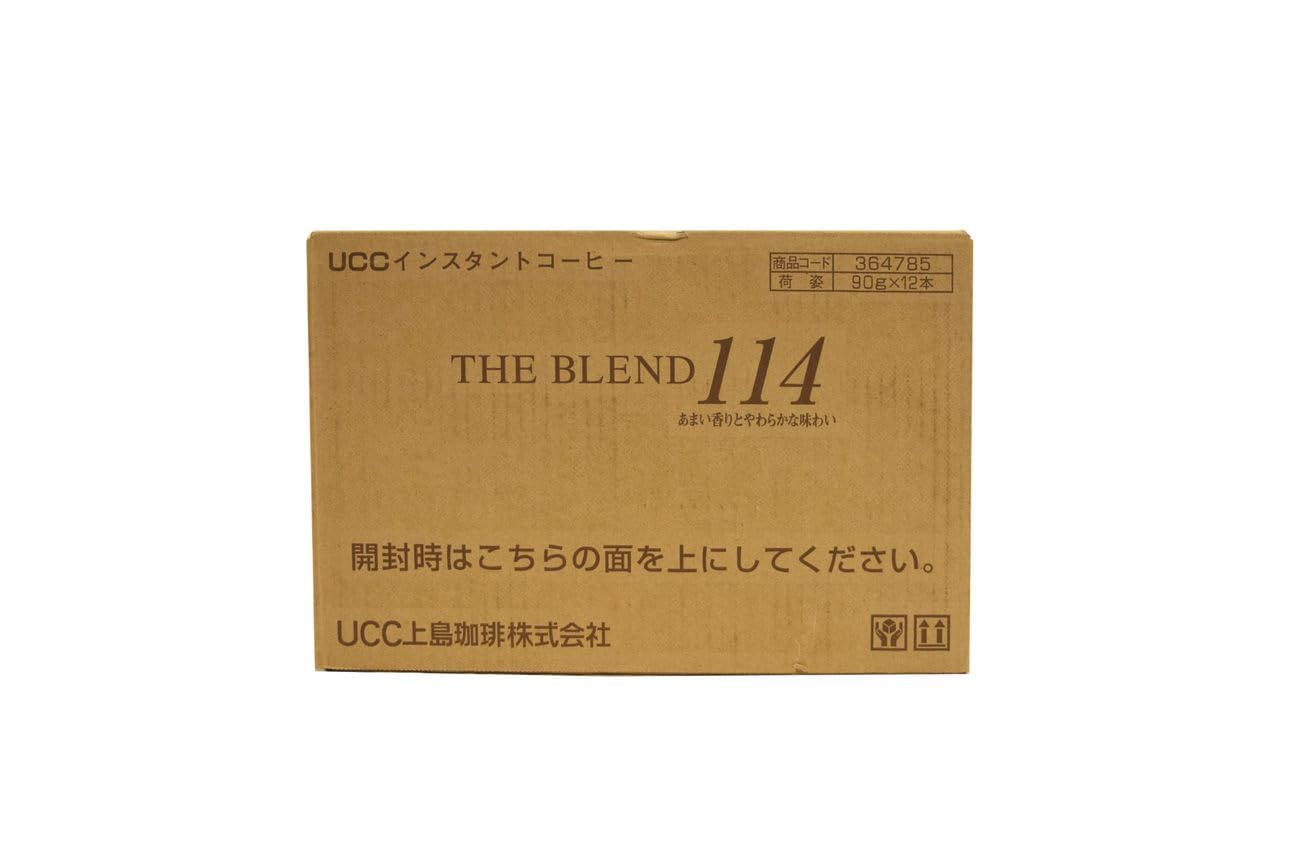 UCCインスタントコーヒー
商品コード 364785
荷姿 90g×12本
THE BLEND 114
あまい香りとやわらかな味わい
開封時はこちらの面を上にしてください。
UCC上島珈琲株式会社